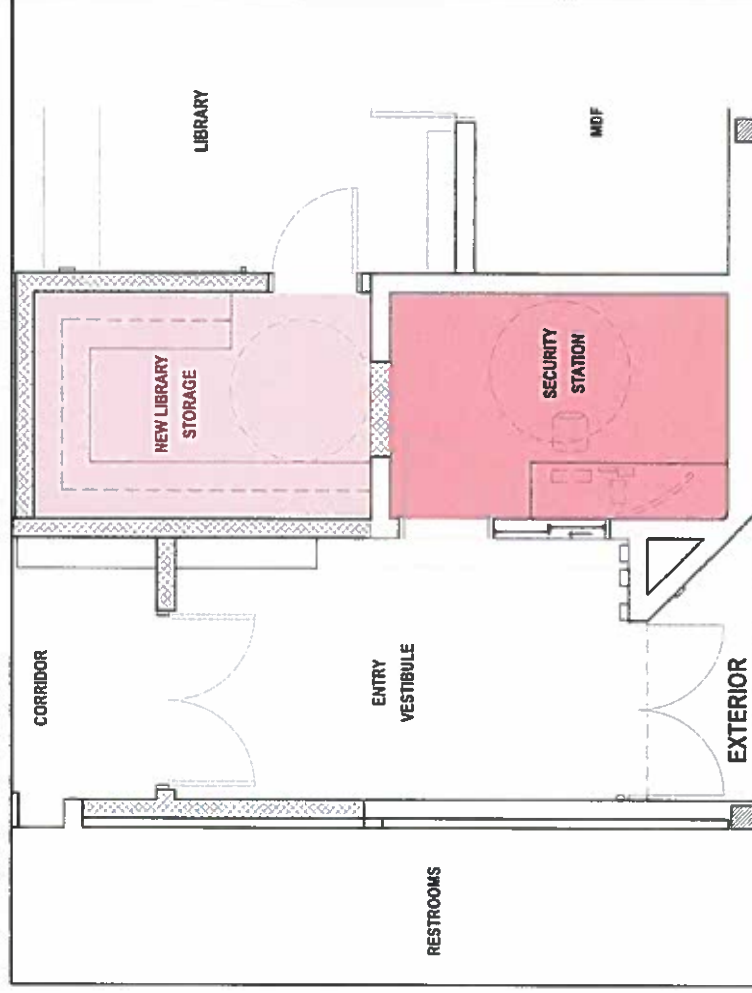 LIBRARY
MDF
NEW LIBRARY
STORAGE
SECURITY
STATION
CORRIDOR
ENTRY
VESTIBULE
EXTERIOR
RESTROOMS